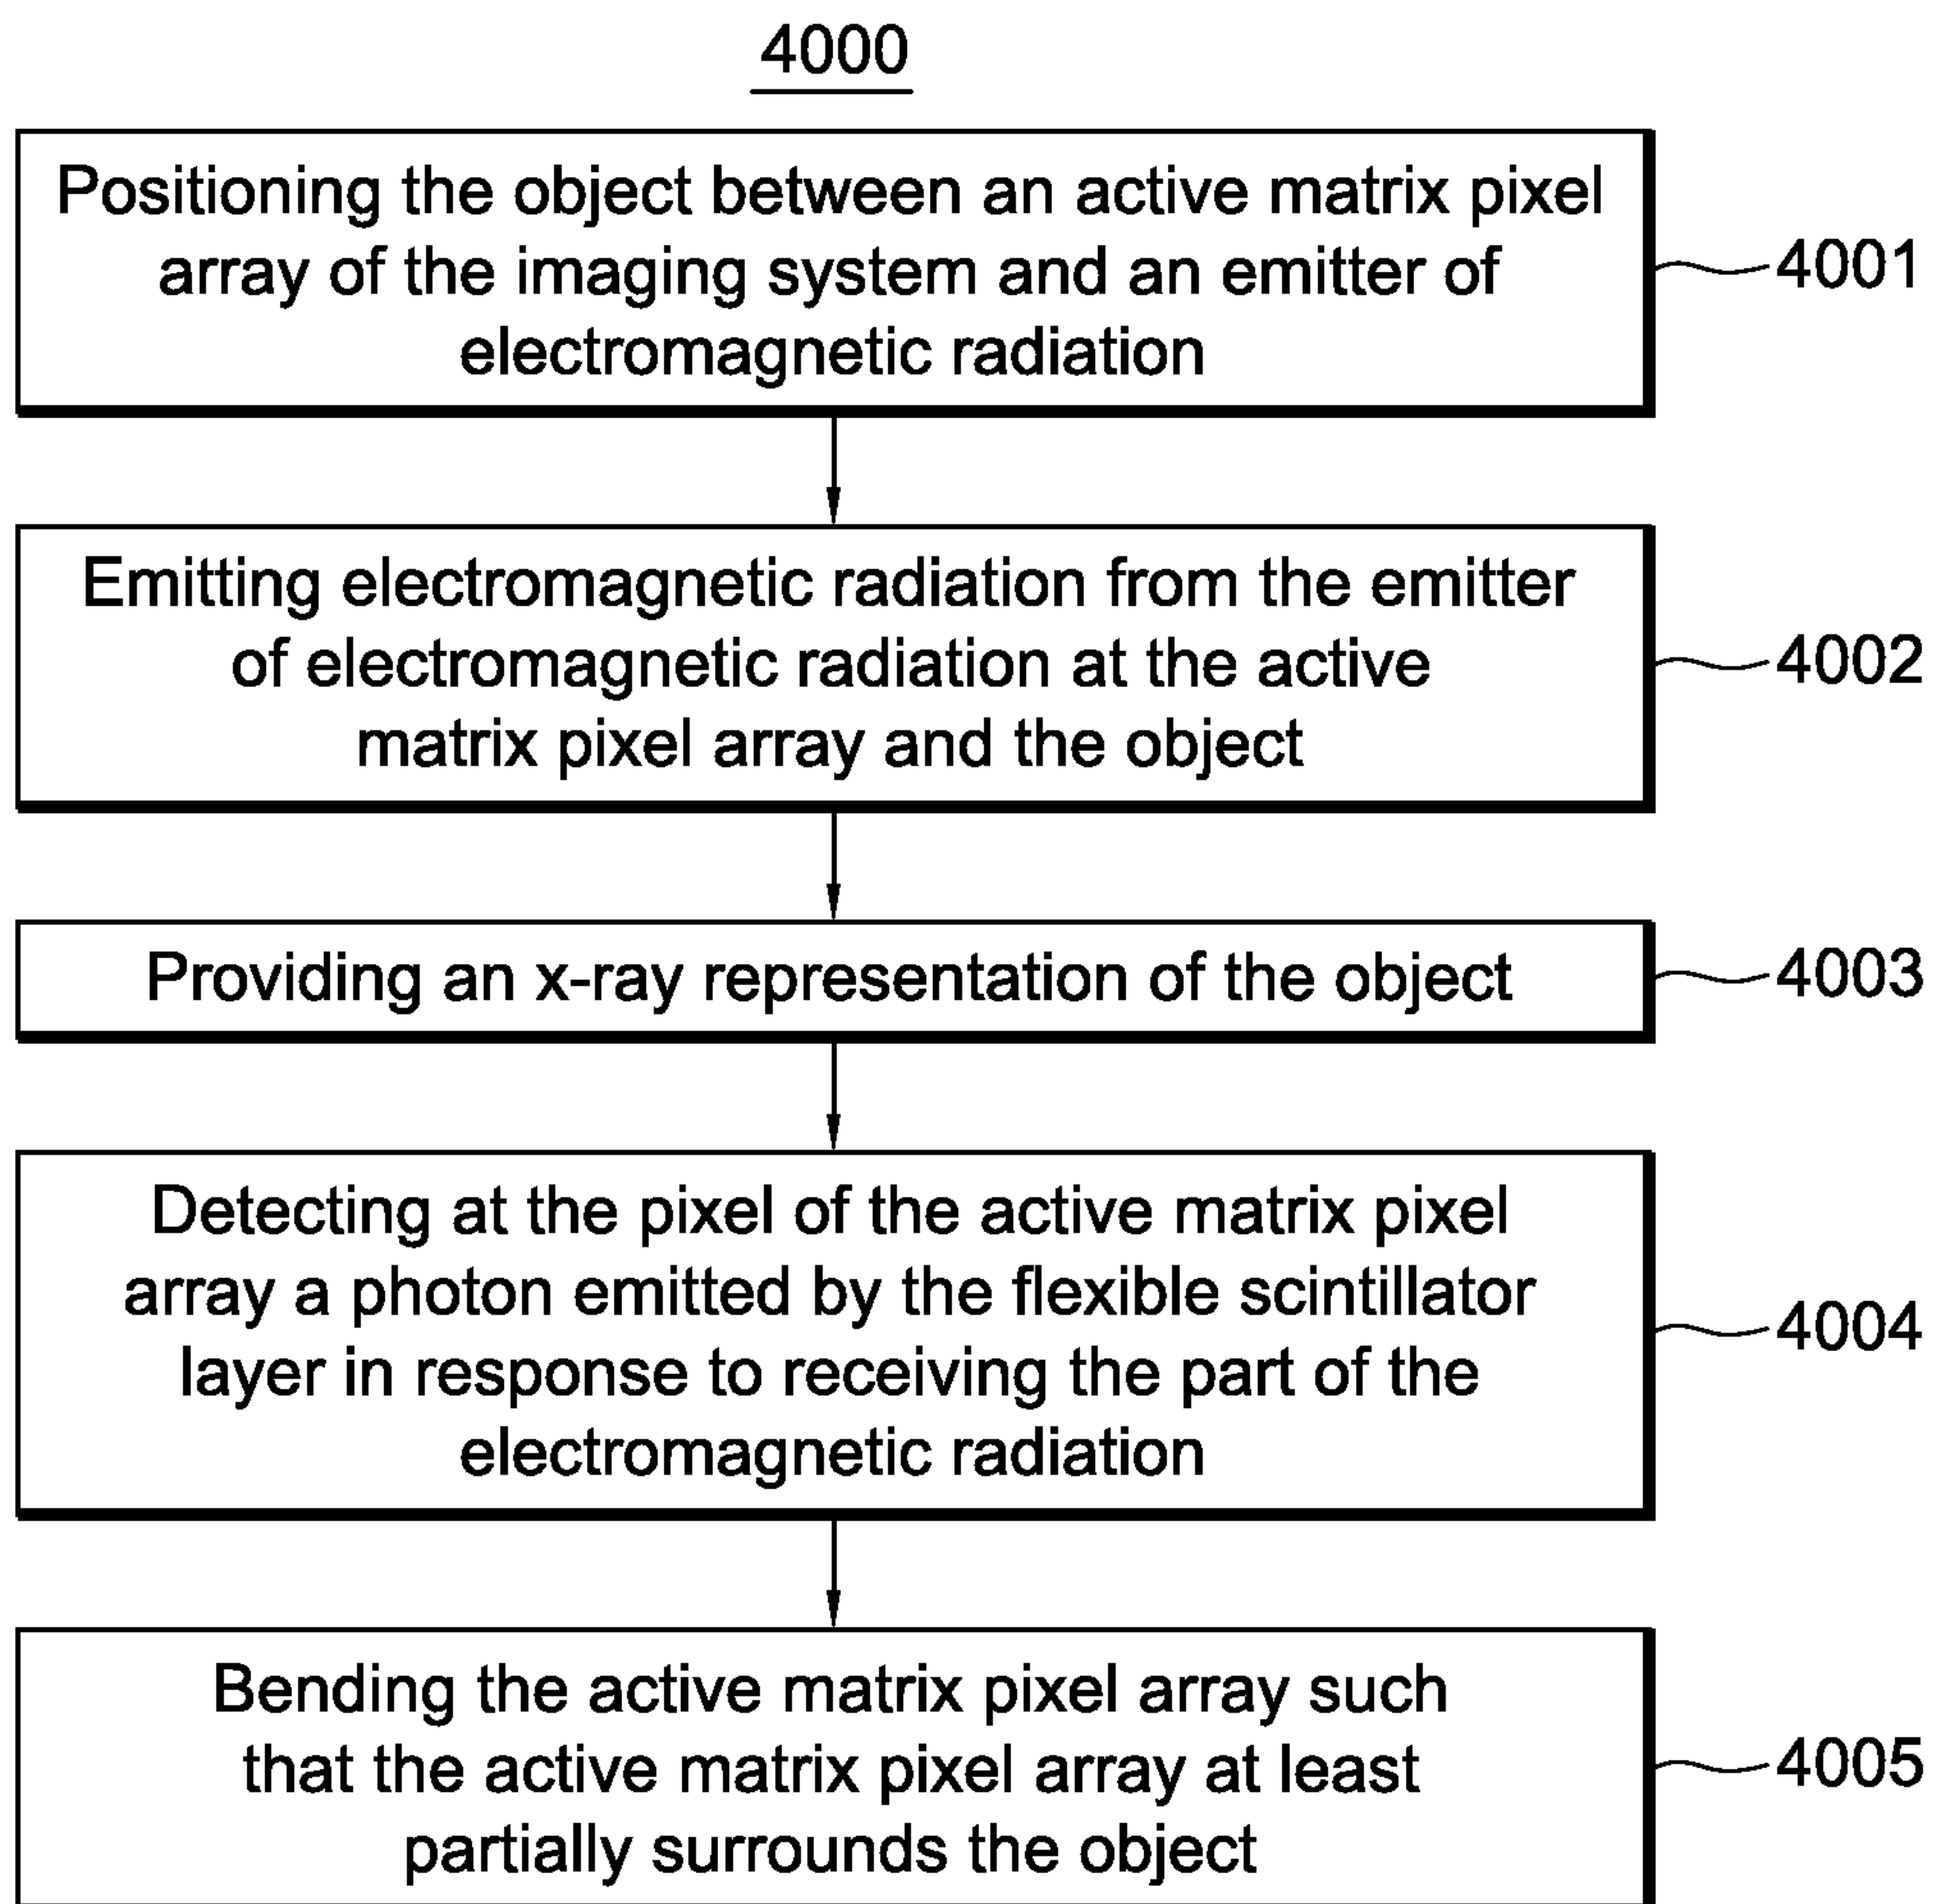 4000
Positioning the object between an active matrix pixel
array of the imaging system and an emitter of
electromagnetic radiation
4001
Emitting electromagnetic radiation from the emitter
of electromagnetic radiation at the active
matrix pixel array and the object
4002
Providing an x-ray representation of the object
4003
Detecting at the pixel of the active matrix pixel
array a photon emitted by the flexible scintillator
layer in response to receiving the part of the
electromagnetic radiation
4004
Bending the active matrix pixel array such
that the active matrix pixel array at least
partially surrounds the object
4005